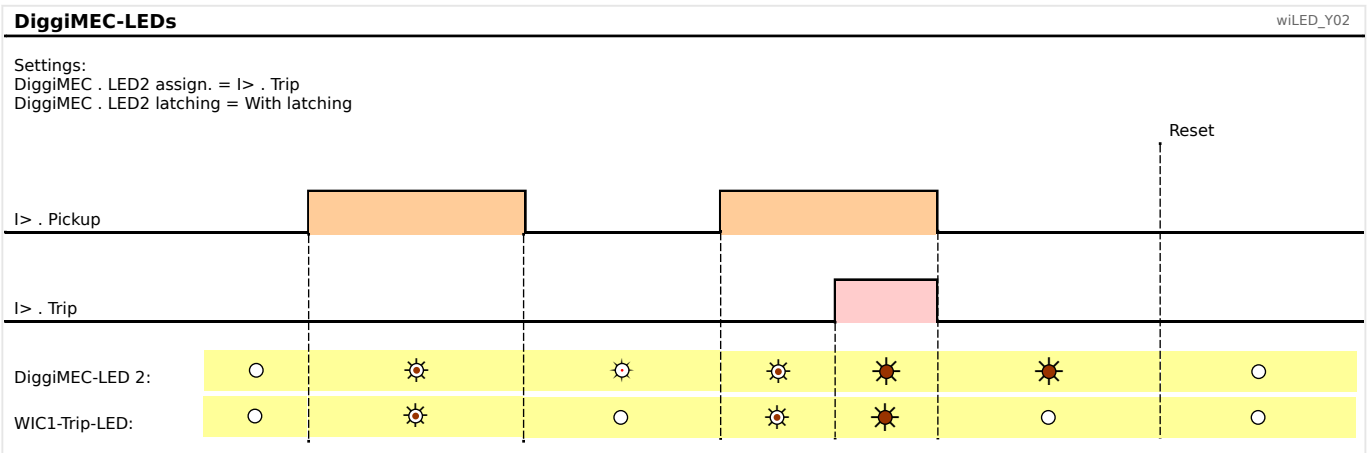 DiggiMEC-LEDs
wiLED_Y02
Settings:
DiggiMEC . LED2 assign. = I> . Trip
DiggiMEC . LED2 latching = With latching
Reset
I> . Pickup
I> . Trip
DiggiMEC-LED 2:
WIC1-Trip-LED: